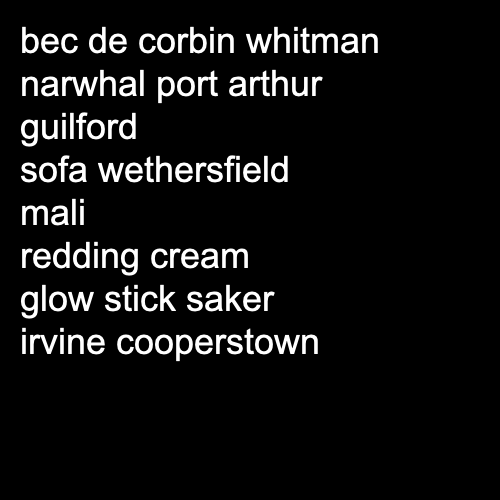 bec de corbin whitman
narwhal port arthur
guilford
sofa wethersfield
mali
redding cream
glow stick saker
irvine cooperstown